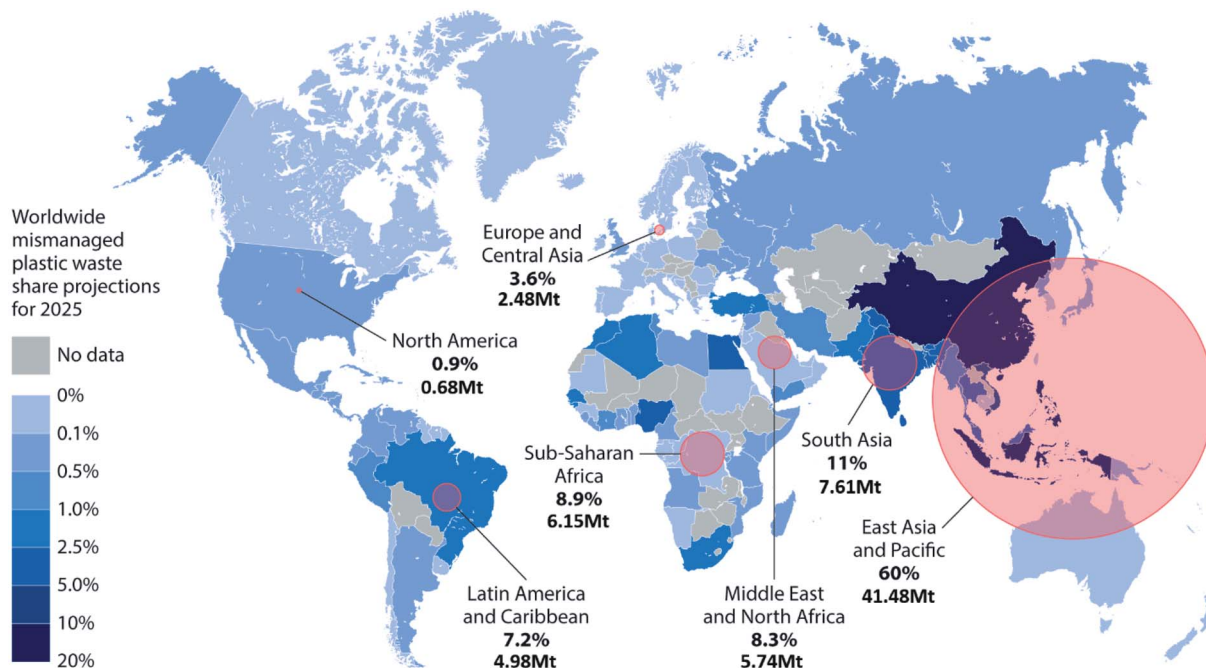 Worldwide
mismanaged
plastic waste
share projections
for 2025
No data
0%
0.1%
0.5%
1.0%
2.5%
5.0%
10%
20%
North America
0.9%
0.68Mt
Europe and
Central Asia
3.6%
2.48Mt
Latin America
and Caribbean
7.2%
4.98Mt
Sub-Saharan
Africa
8.9%
6.15Mt
Middle East
and North Africa
8.3%
5.74Mt
South Asia
11%
7.61Mt
East Asia
and Pacific
60%
41.48Mt